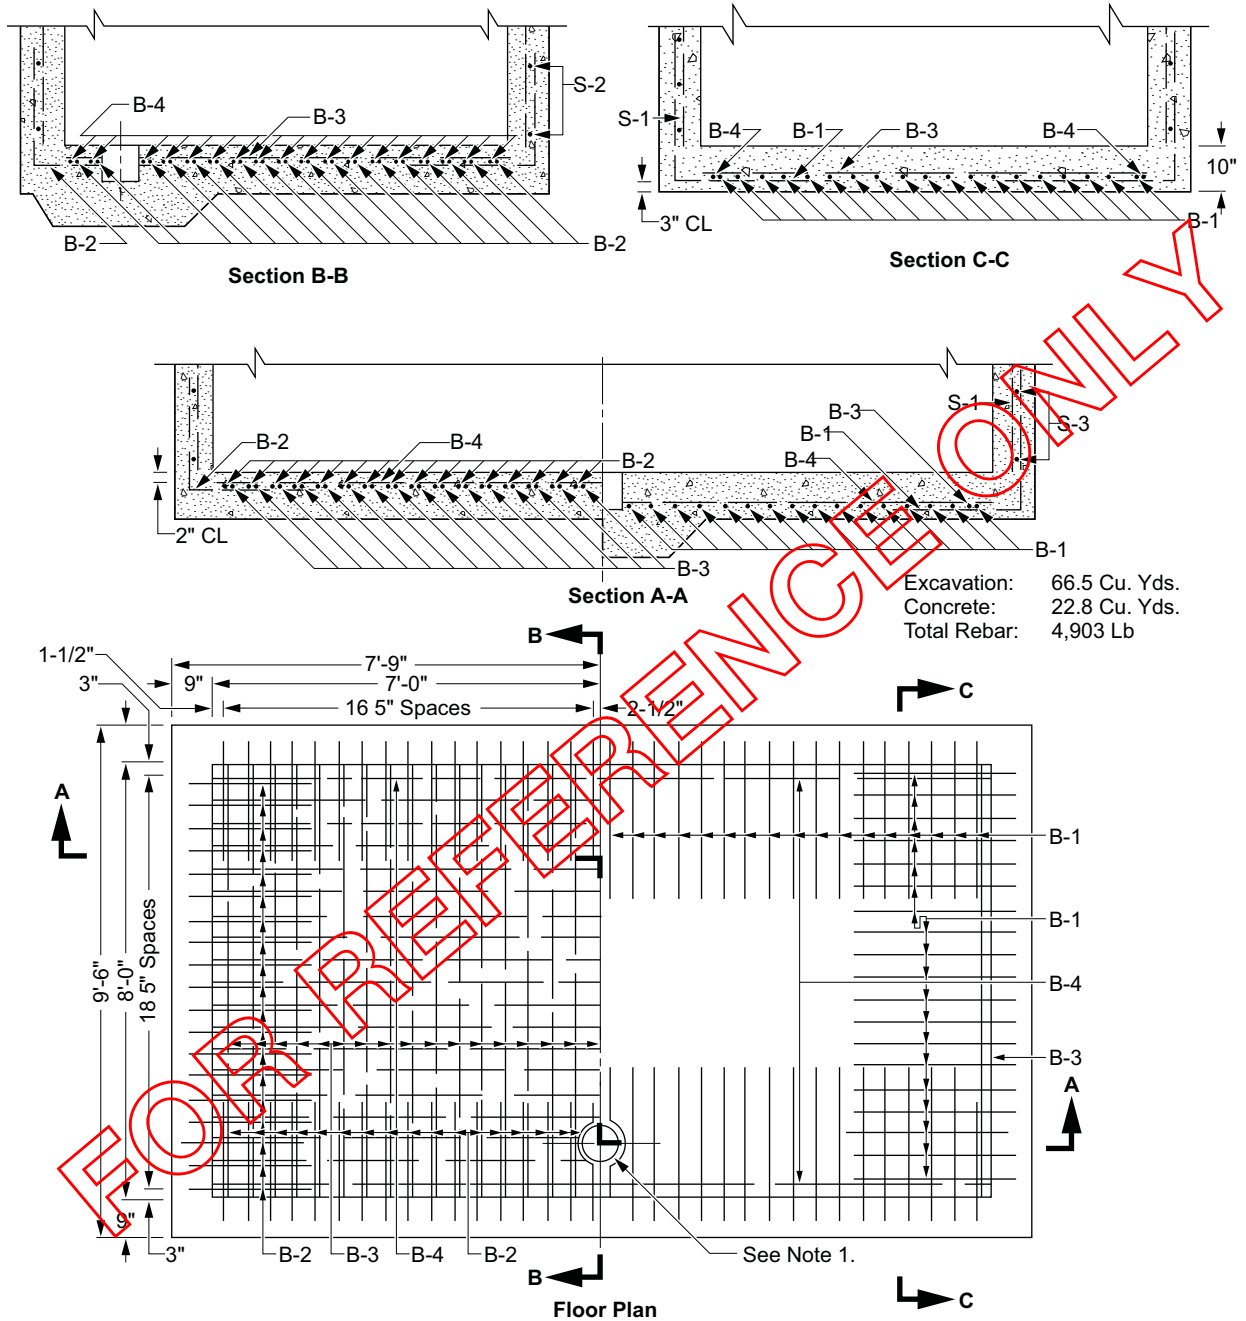 B-4
B-3
S-2
B-2
B-2
Section B-B
S-1
B-4
B-1
B-3
B-4
10"
3" CL
B-1
Section C-C
B-2
B-4
B-2
B-3
B-1
B-4
S-1
S-3
2" CL
B-3
B-1
Section A-A
Excavation: 66.5 Cu. Yds.
Concrete: 22.8 Cu. Yds.
Total Rebar: 4,903 Lb
B
1-1/2"
7'-9"
3"
9"
7'-0"
16 5" Spaces
2-1/2"
C
A
B-1
B-1
B-4
B-3
A
9'-6"
8'-0"
18 5" Spaces
9"
3"
B-2
B-3
B-4
B-2
See Note 1.
B
C
Floor Plan
FOR REFERENCE ONLY